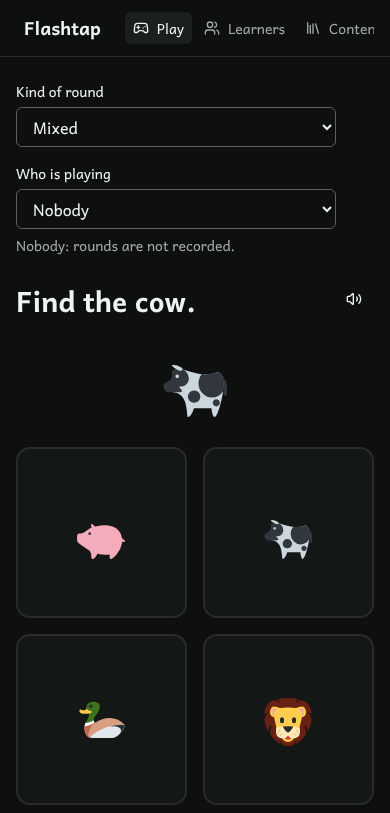 Flashtap
Play
Learners
Conten
Kind of round
Mixed
Who is playing
Nobody
Nobody: rounds are not recorded.
Find the cow.